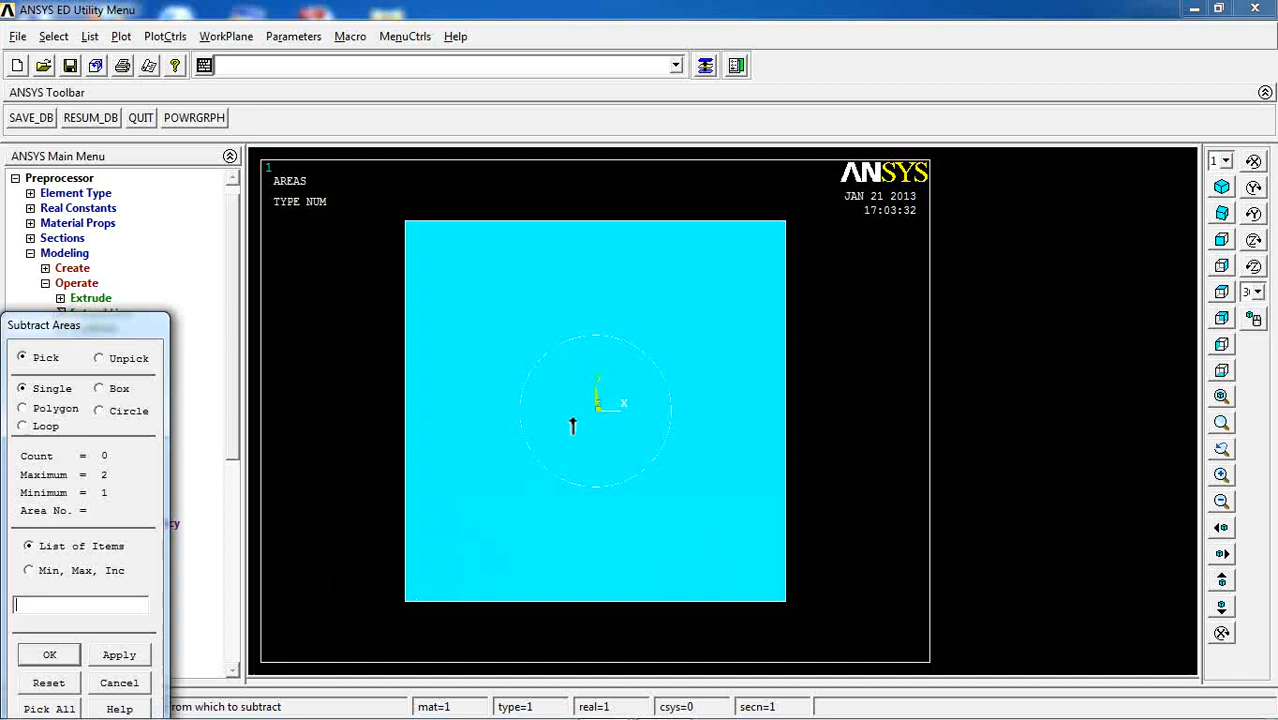 ANSYS ED Utility Menu
File Select List Plot PlotCtrls WorkPlane Parameters Macro MenuCtrls Help
ANSYS Toolbar
SAVE_DB RESUM_DB QUIT POWRGRPH
ANSYS Main Menu
Preprocessor
Element Type
Real Constants
Material Props
Sections
Modeling
Create
Operate
Extrude
Subtract Areas
Pick Unpick
Single Box
Polygon Circle
Loop
Count = 0
Maximum = 2
Minimum = 1
Area No. =
List of Items
Min, Max, Inc
OK Apply
Reset Cancel
Pick All Help
1
AREAS
TYPE NUM
ANSYS
JAN 21 2013
17:03:32
X
1
from which to subtract mat=1 type=1 real=1 csys=0 secn=1